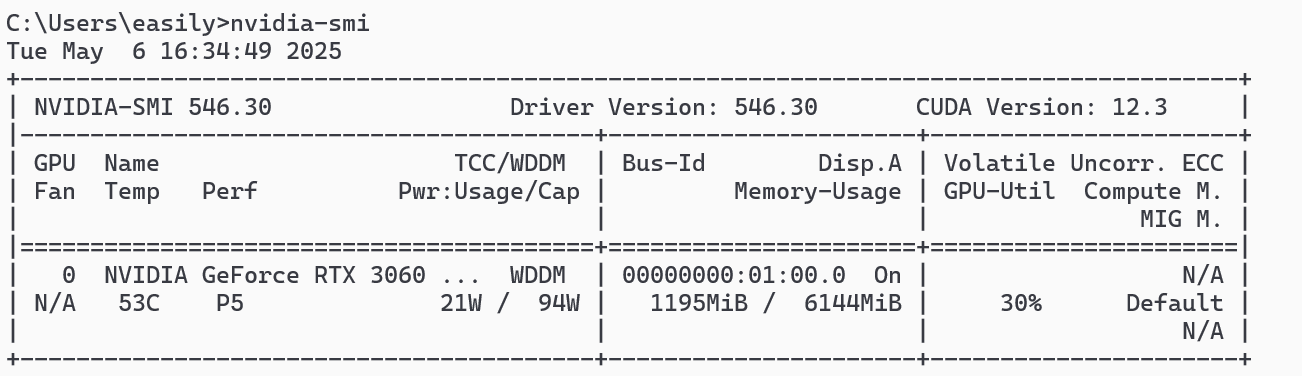 C:\Users\easily>nvidia-smi
Tue May  6 16:34:49 2025
+---------------------------------------------------------------------------------------+
| NVIDIA-SMI 546.30                 Driver Version: 546.30       CUDA Version: 12.3     |
|-----------------------------------------+----------------------+----------------------+
| GPU  Name                     TCC/WDDM  | Bus-Id        Disp.A | Volatile Uncorr. ECC |
| Fan  Temp   Perf          Pwr:Usage/Cap |         Memory-Usage | GPU-Util  Compute M. |
|                                         |                      |               MIG M. |
|=========================================+======================+======================|
|   0  NVIDIA GeForce RTX 3060 ...  WDDM  | 00000000:01:00.0  On |                  N/A |
| N/A   53C    P5                21W /  94W |   1195MiB /  6144MiB |     30%      Default |
|                                         |                      |                  N/A |
+-----------------------------------------+----------------------+----------------------+